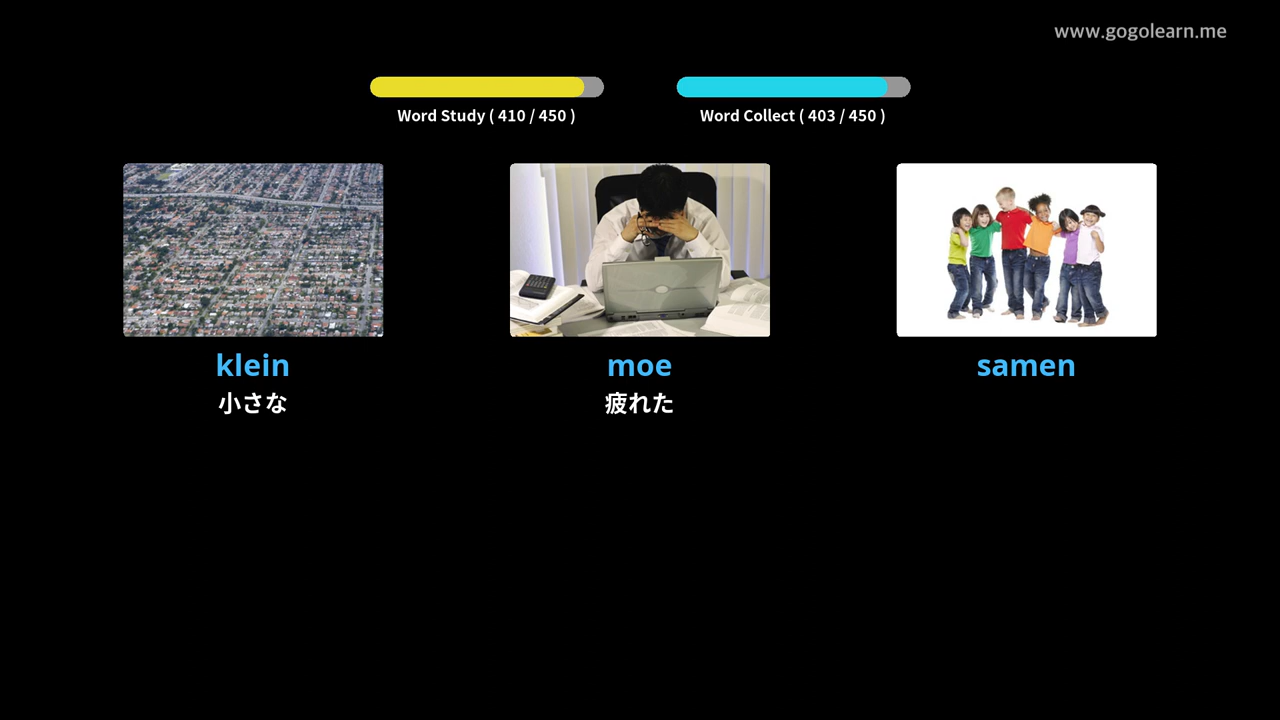 www.gogolearn.me
Word Study ( 410 / 450 )
Word Collect ( 403 / 450 )
klein
小さな
moe
疲れた
samen